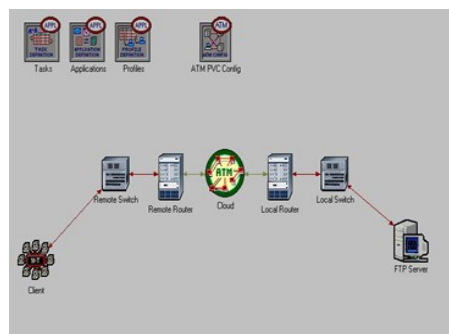 APPL
APPL
APPL
ATM
TASK
DEFINITION
APPLICATION
DEFINITION
PROFILE
DEFINITION
ATM CONFIG
Tasks
Applications
Profiles
ATM PVC Config
ATM
Remote Switch
Remote Router
Cloud
Local Router
Local Switch
FTP Server
Client